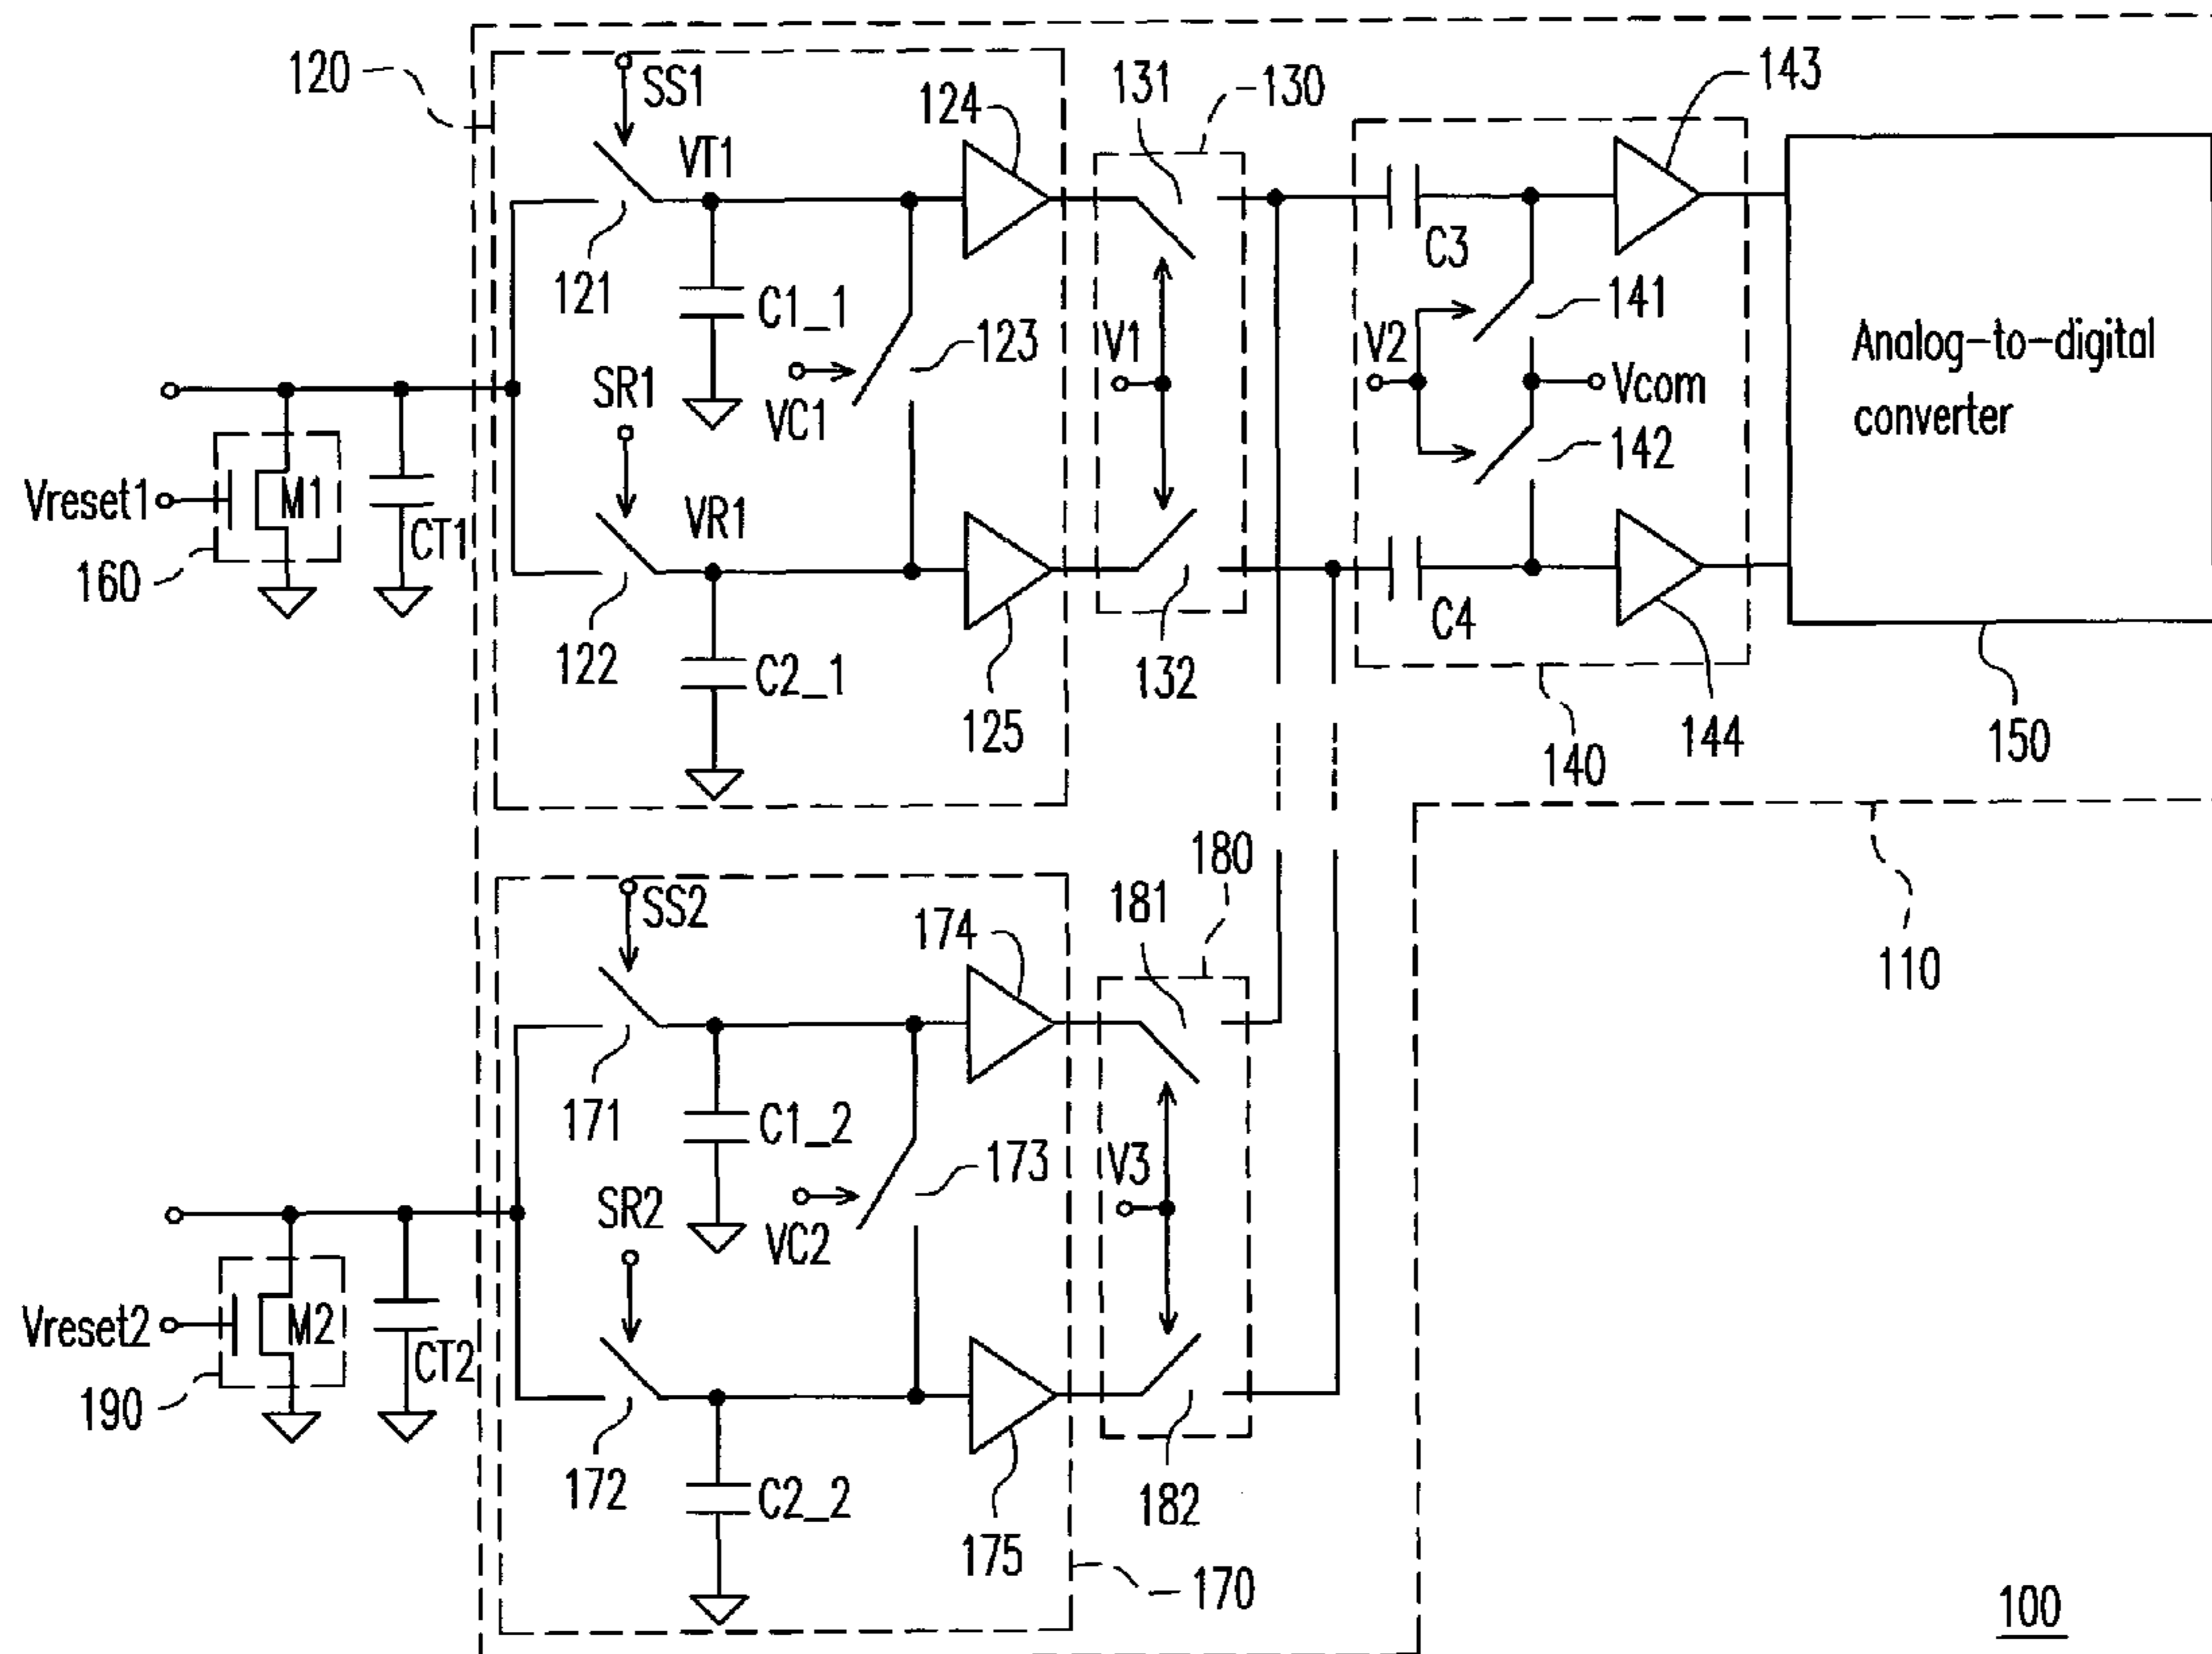 120
SS1
VT1
124
131
130
143
121
C1_1
123
VC1
V1
C3
141
V2
Vcom
142
Analog-to-digital
converter
SR1
Vreset1
M1
CT1
160
VR1
122
C2_1
125
132
C4
144
140
150
110
SS2
174
181
180
171
C1_2
173
VC2
V3
SR2
Vreset2
M2
CT2
190
172
C2_2
175
182
170
100